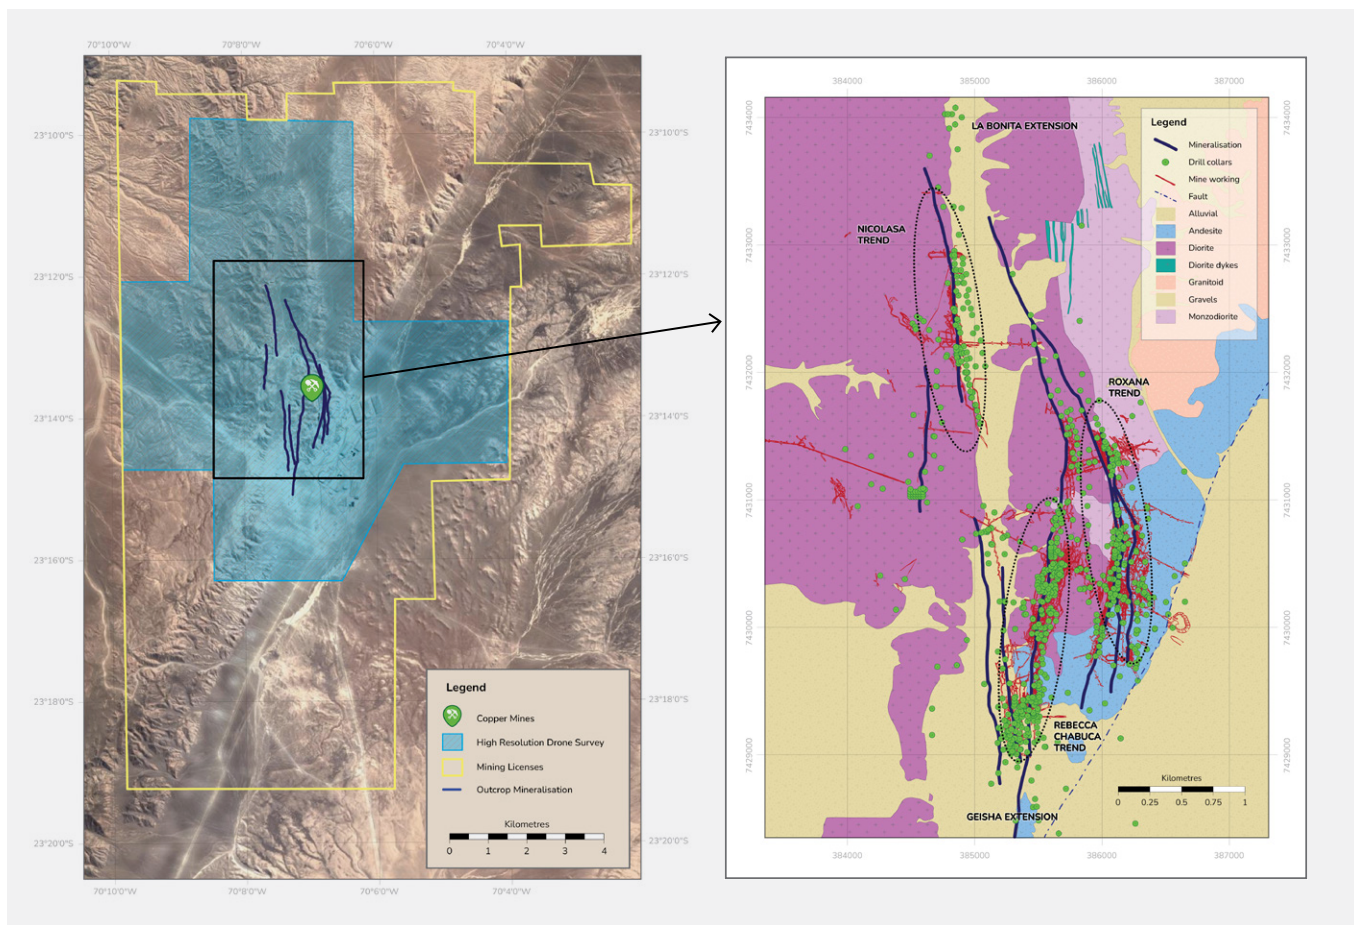 70°10'0"W
70°8'0"W
70°6'0"W
70°4'0"W
23°10'0"S
23°12'0"S
23°14'0"S
23°16'0"S
23°18'0"S
23°20'0"S
23°10'0"S
23°12'0"S
23°14'0"S
23°16'0"S
23°18'0"S
23°20'0"S
Legend
Copper Mines
High Resolution Drone Survey
Mining Licenses
Outcrop Mineralisation
Kilometres
0 1 2 3 4
70°10'0"W
70°8'0"W
70°6'0"W
70°4'0"W
384000
385000
386000
387000
7434000
7433000
7432000
7431000
7430000
7429000
7434000
7433000
7432000
7431000
7430000
7429000
LA BONITA EXTENSION
NICOLASA
TREND
ROXANA
TREND
REBECCA
CHABUCA
TREND
GEISHA EXTENSION
Legend
Mineralisation
Drill collars
Mine working
Fault
Alluvial
Andesite
Diorite
Diorite dykes
Granitoid
Gravels
Monzodiorite
Kilometres
0 0.25 0.5 0.75 1
384000
385000
386000
387000